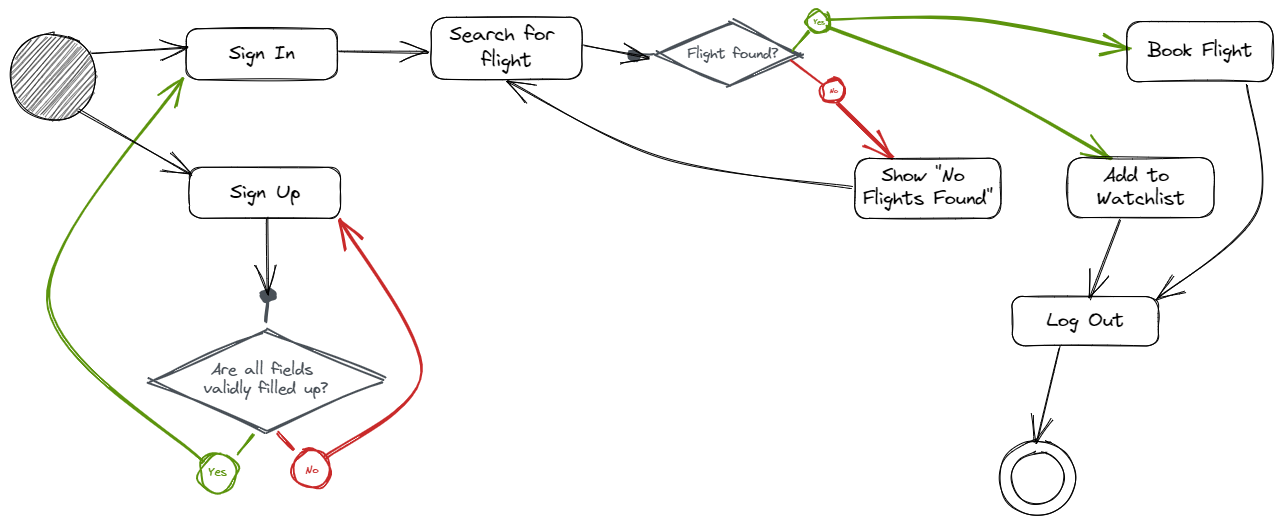 Sign In
Search for
flight
Flight found?
Yes
No
Book Flight
Sign Up
Show "No
Flights Found"
Add to
Watchlist
Log Out
Are all fields
validly filled up?
Yes
No